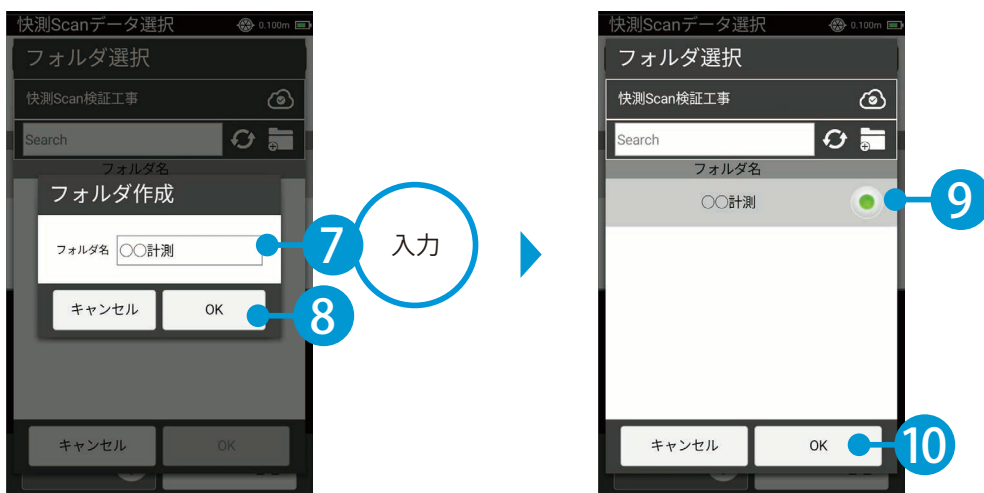 快測Scanデータ選択 0.100m
フォルダ選択
快測Scan検証工事
Search
フォルダ名
フォルダ作成
フォルダ名 〇〇計測
7
入力
キャンセル OK
8
キャンセル OK
快測Scanデータ選択 0.100m
フォルダ選択
快測Scan検証工事
Search
フォルダ名
〇〇計測
9
キャンセル OK
10